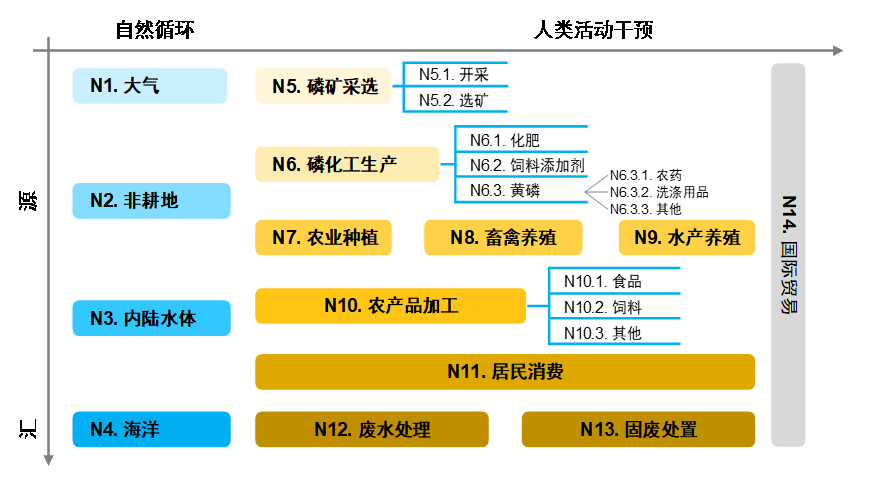 自然循环
人类活动干预
源
汇
N1. 大气
N2. 非耕地
N3. 内陆水体
N4. 海洋
N5. 磷矿采选
N5.1. 开采
N5.2. 选矿
N6. 磷化工生产
N6.1. 化肥
N6.2. 饲料添加剂
N6.3. 黄磷
N6.3.1. 农药
N6.3.2. 洗涤用品
N6.3.3. 其他
N7. 农业种植
N8. 畜禽养殖
N9. 水产养殖
N10. 农产品加工
N10.1. 食品
N10.2. 饲料
N10.3. 其他
N11. 居民消费
N12. 废水处理
N13. 固废处置
N14. 国际贸易